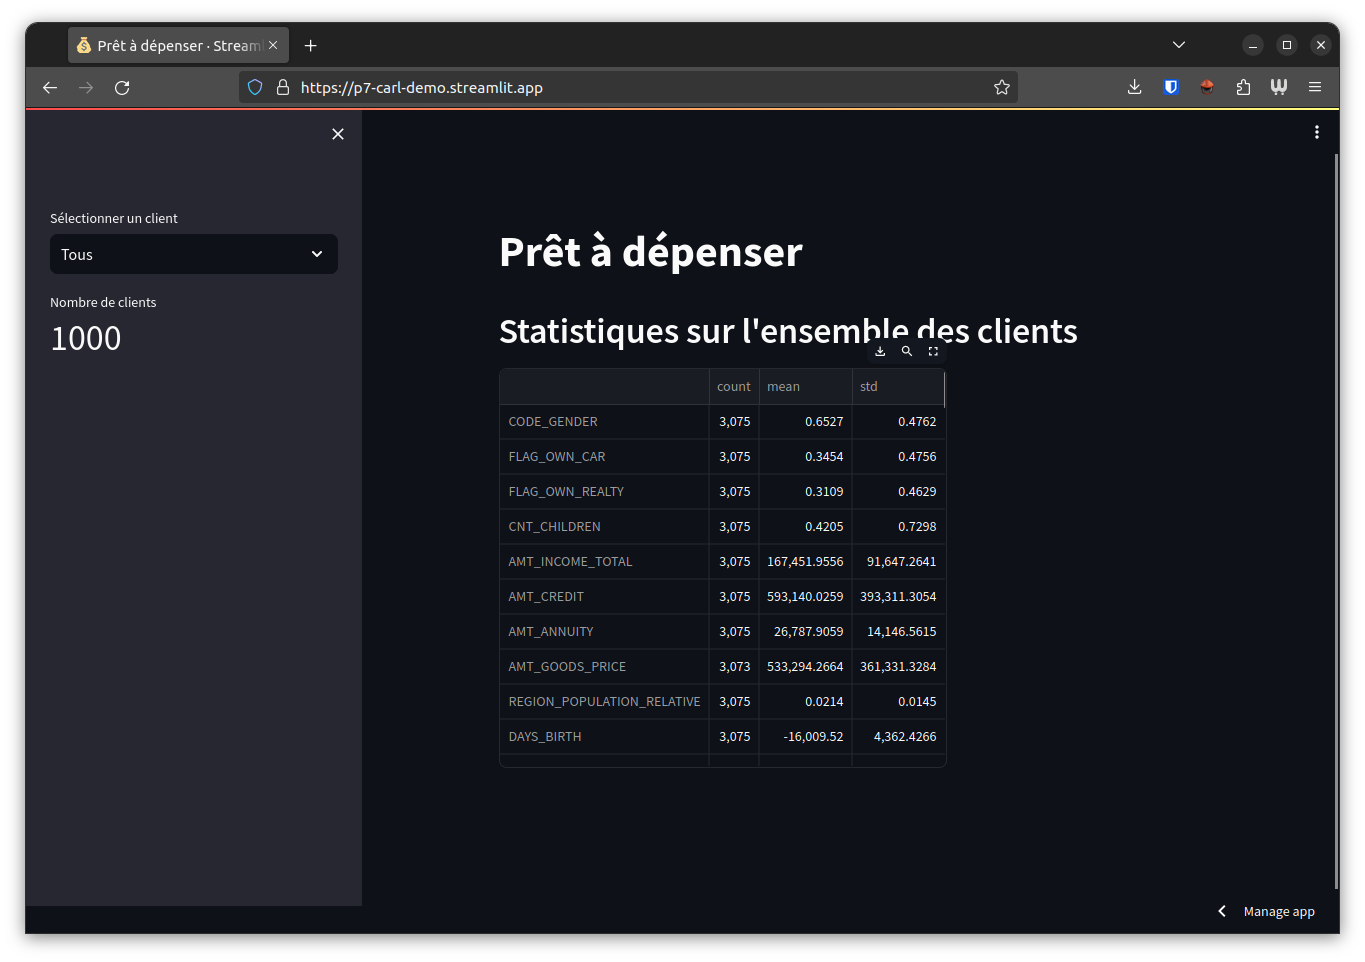 Prêt à dépenser · Streaml
https://p7-carl-demo.streamlit.app
Sélectionner un client
Tous
Nombre de clients
1000
Prêt à dépenser
Statistiques sur l'ensemble des clients
count mean std
CODE_GENDER 3,075 0.6527 0.4762
FLAG_OWN_CAR 3,075 0.3454 0.4756
FLAG_OWN_REALTY 3,075 0.3109 0.4629
CNT_CHILDREN 3,075 0.4205 0.7298
AMT_INCOME_TOTAL 3,075 167,451.9556 91,647.2641
AMT_CREDIT 3,075 593,140.0259 393,311.3054
AMT_ANNUITY 3,075 26,787.9059 14,146.5615
AMT_GOODS_PRICE 3,073 533,294.2664 361,331.3284
REGION_POPULATION_RELATIVE 3,075 0.0214 0.0145
DAYS_BIRTH 3,075 -16,009.52 4,362.4266
Manage app